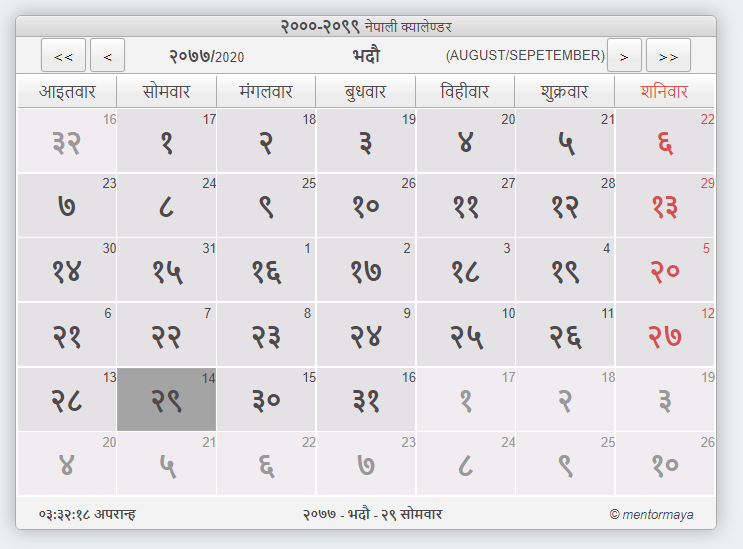 २०००-२०९९ नेपाली क्यालेण्डर
<< < २०७७/2020 भदौ (AUGUST/SEPETEMBER) > >>
आइतवार सोमवार मंगलवार बुधवार विहीवार शुक्रवार शनिवार
16 17 18 19 20 21 22
३२ १ २ ३ ४ ५ ६
23 24 25 26 27 28 29
७ ८ ९ १० ११ १२ १३
30 31 1 2 3 4 5
१४ १५ १६ १७ १८ १९ २०
6 7 8 9 10 11 12
२१ २२ २३ २४ २५ २६ २७
13 14 15 16 17 18 19
२८ २९ ३० ३१ १ २ ३
20 21 22 23 24 25 26
४ ५ ६ ७ ८ ९ १०
०३:३२:१८ अपरान्ह २०७७ - भदौ - २९ सोमवार © mentormaya